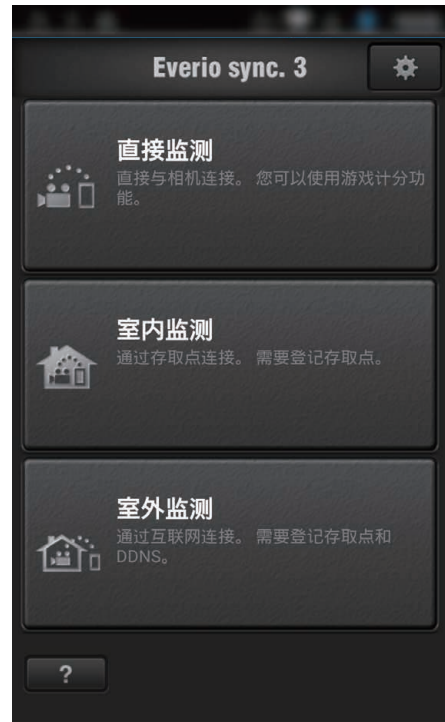 Everio sync. 3
直接监测
直接与相机连接。 您可以使用游戏计分功
能。
室内监测
通过存取点连接。 需要登记存取点。
室外监测
通过互联网连接。 需要登记存取点和
DDNS。
?